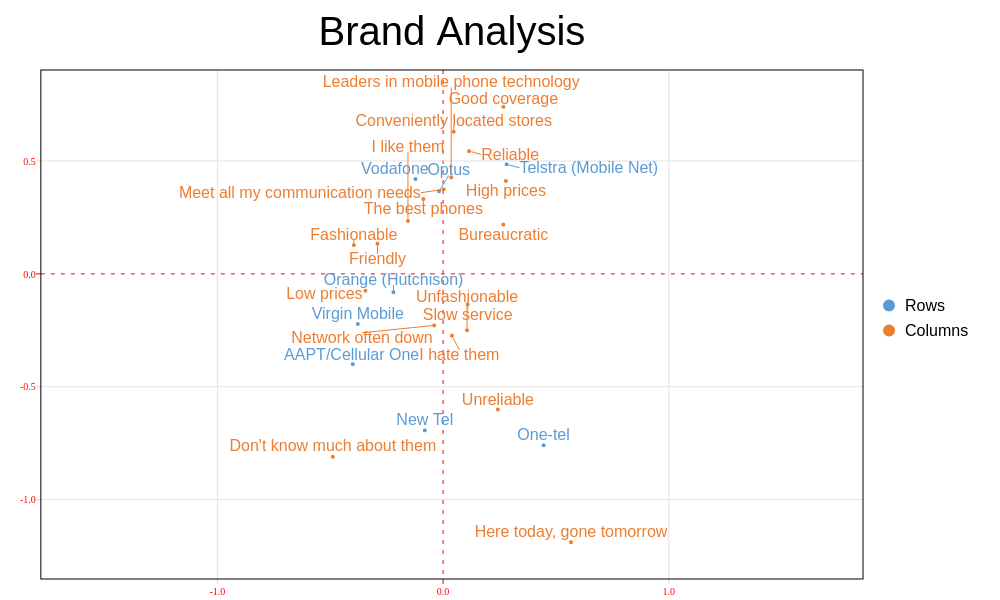 Brand Analysis
Leaders in mobile phone technology
Good coverage
Conveniently located stores
I like them
Reliable
Vodafone
Optus
Telstra (Mobile Net)
0.5
Meet all my communication needs
High prices
The best phones
Fashionable
Bureaucratic
Friendly
0.0
Orange (Hutchison)
Low prices
Unfashionable
Rows
Virgin Mobile
Slow service
Columns
Network often down
AAPT/Cellular One
I hate them
-0.5
Unreliable
New Tel
One-tel
Don't know much about them
-1.0
Here today, gone tomorrow
-1.0
0.0
1.0